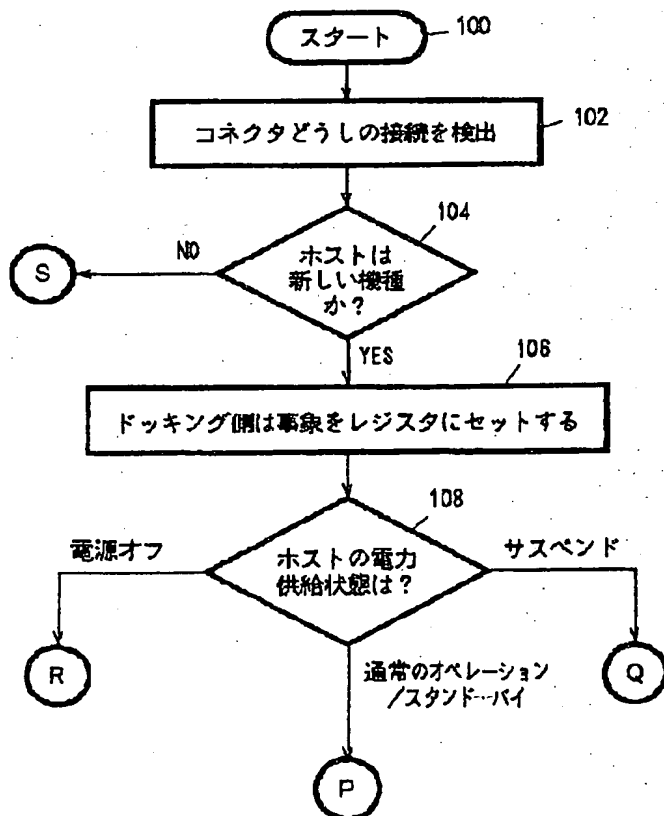 スタート
100
コネクタどうしの接続を検出
102
104
ホストは
新しい機種
か?
NO
S
YES
106
ドッキング側は事象をレジスタにセットする
108
電源オフ
ホストの電力
供給状態は?
サスペンド
R
通常のオペレーション
/スタンド・バイ
Q
P